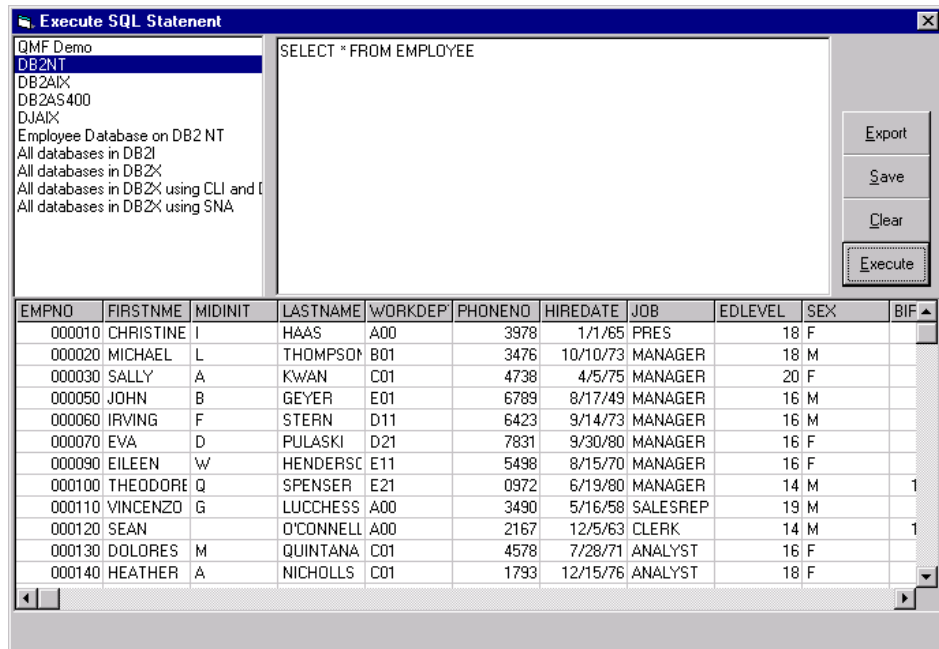 Execute SQL Statenent
QMF Demo
DB2NT
DB2AIX
DB2AS400
DJAIX
Employee Database on DB2 NT
All databases in DB2I
All databases in DB2X
All databases in DB2X using CLI and D
All databases in DB2X using SNA
SELECT * FROM EMPLOYEE
Export
Save
Clear
Execute
EMPNO FIRSTNME MIDINIT LASTNAME WORKDEPT PHONENO HIREDATE JOB EDLEVEL SEX BIF
000010 CHRISTINE I HAAS A00 3978 1/1/65 PRES 18 F
000020 MICHAEL L THOMPSON B01 3476 10/10/73 MANAGER 18 M
000030 SALLY A KWAN C01 4738 4/5/75 MANAGER 20 F
000050 JOHN B GEYER E01 6789 8/17/49 MANAGER 16 M
000060 IRVING F STERN D11 6423 9/14/73 MANAGER 16 M
000070 EVA D PULASKI D21 7831 9/30/80 MANAGER 16 F
000090 EILEEN W HENDERSO E11 5498 8/15/70 MANAGER 16 F
000100 THEODORE Q SPENSER E21 0972 6/19/80 MANAGER 14 M 1
000110 VINCENZO G LUCCHESS A00 3490 5/16/58 SALESREP 19 M
000120 SEAN O'CONNELL A00 2167 12/5/63 CLERK 14 M 1
000130 DOLORES M QUINTANA C01 4578 7/28/71 ANALYST 16 F
000140 HEATHER A NICHOLLS C01 1793 12/15/76 ANALYST 18 F